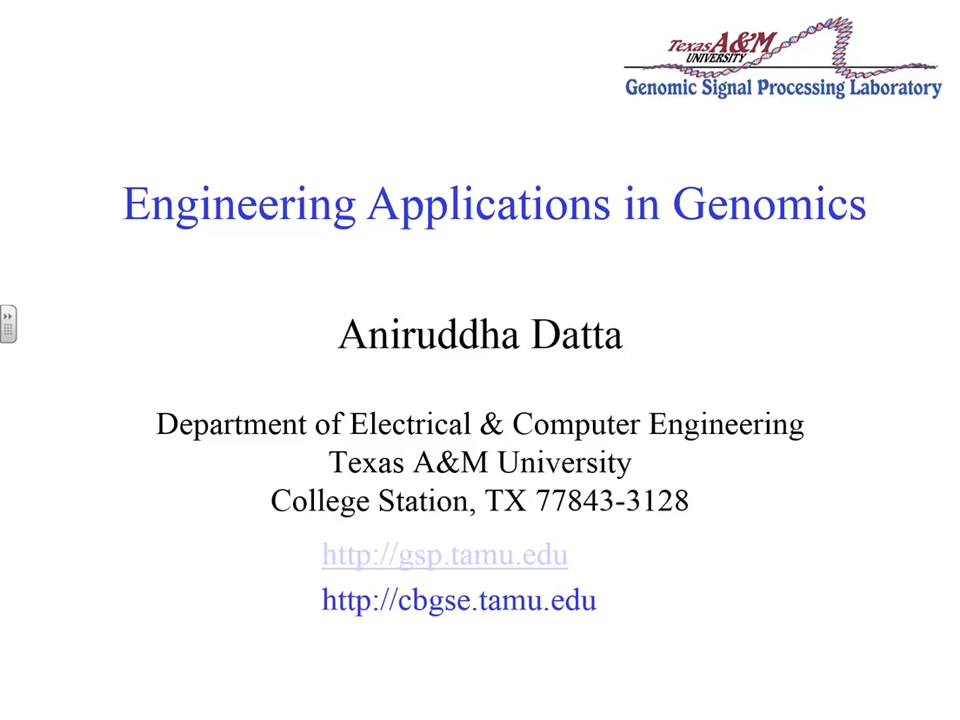 Texas A&M
UNIVERSITY
Genomic Signal Processing Laboratory
Engineering Applications in Genomics
Aniruddha Datta
Department of Electrical & Computer Engineering
Texas A&M University
College Station, TX 77843-3128
http://gsp.tamu.edu
http://cbgse.tamu.edu